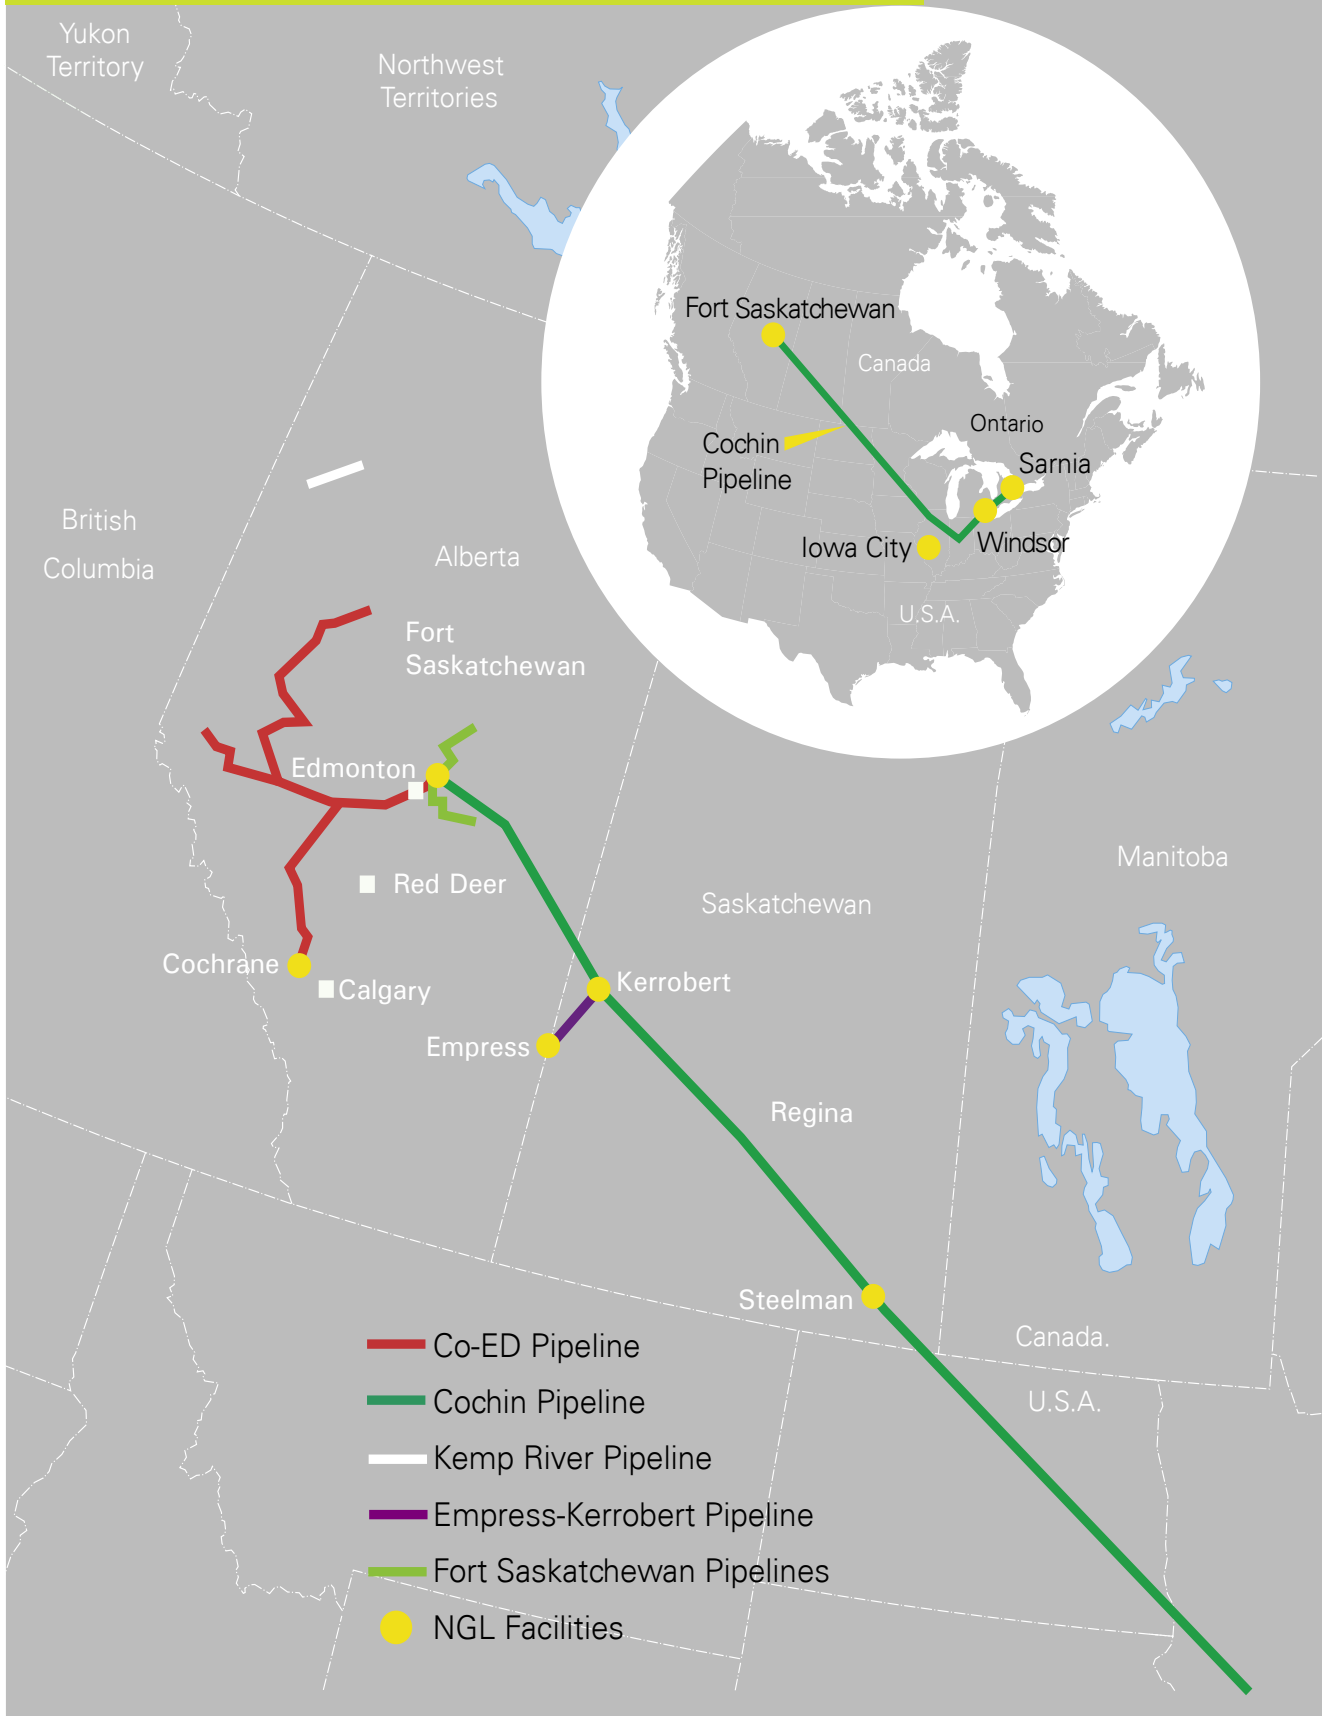 Yukon
Territory
Northwest
Territories
Fort Saskatchewan
Canada
Ontario
Cochin
Pipeline
Sarnia
Iowa City
Windsor
U.S.A.
British
Columbia
Alberta
Fort
Saskatchewan
Edmonton
Manitoba
Red Deer
Saskatchewan
Cochrane
Calgary
Kerrobert
Empress
Regina
Steelman
Canada.
U.S.A.
Co-ED Pipeline
Cochin Pipeline
Kemp River Pipeline
Empress-Kerrobert Pipeline
Fort Saskatchewan Pipelines
NGL Facilities